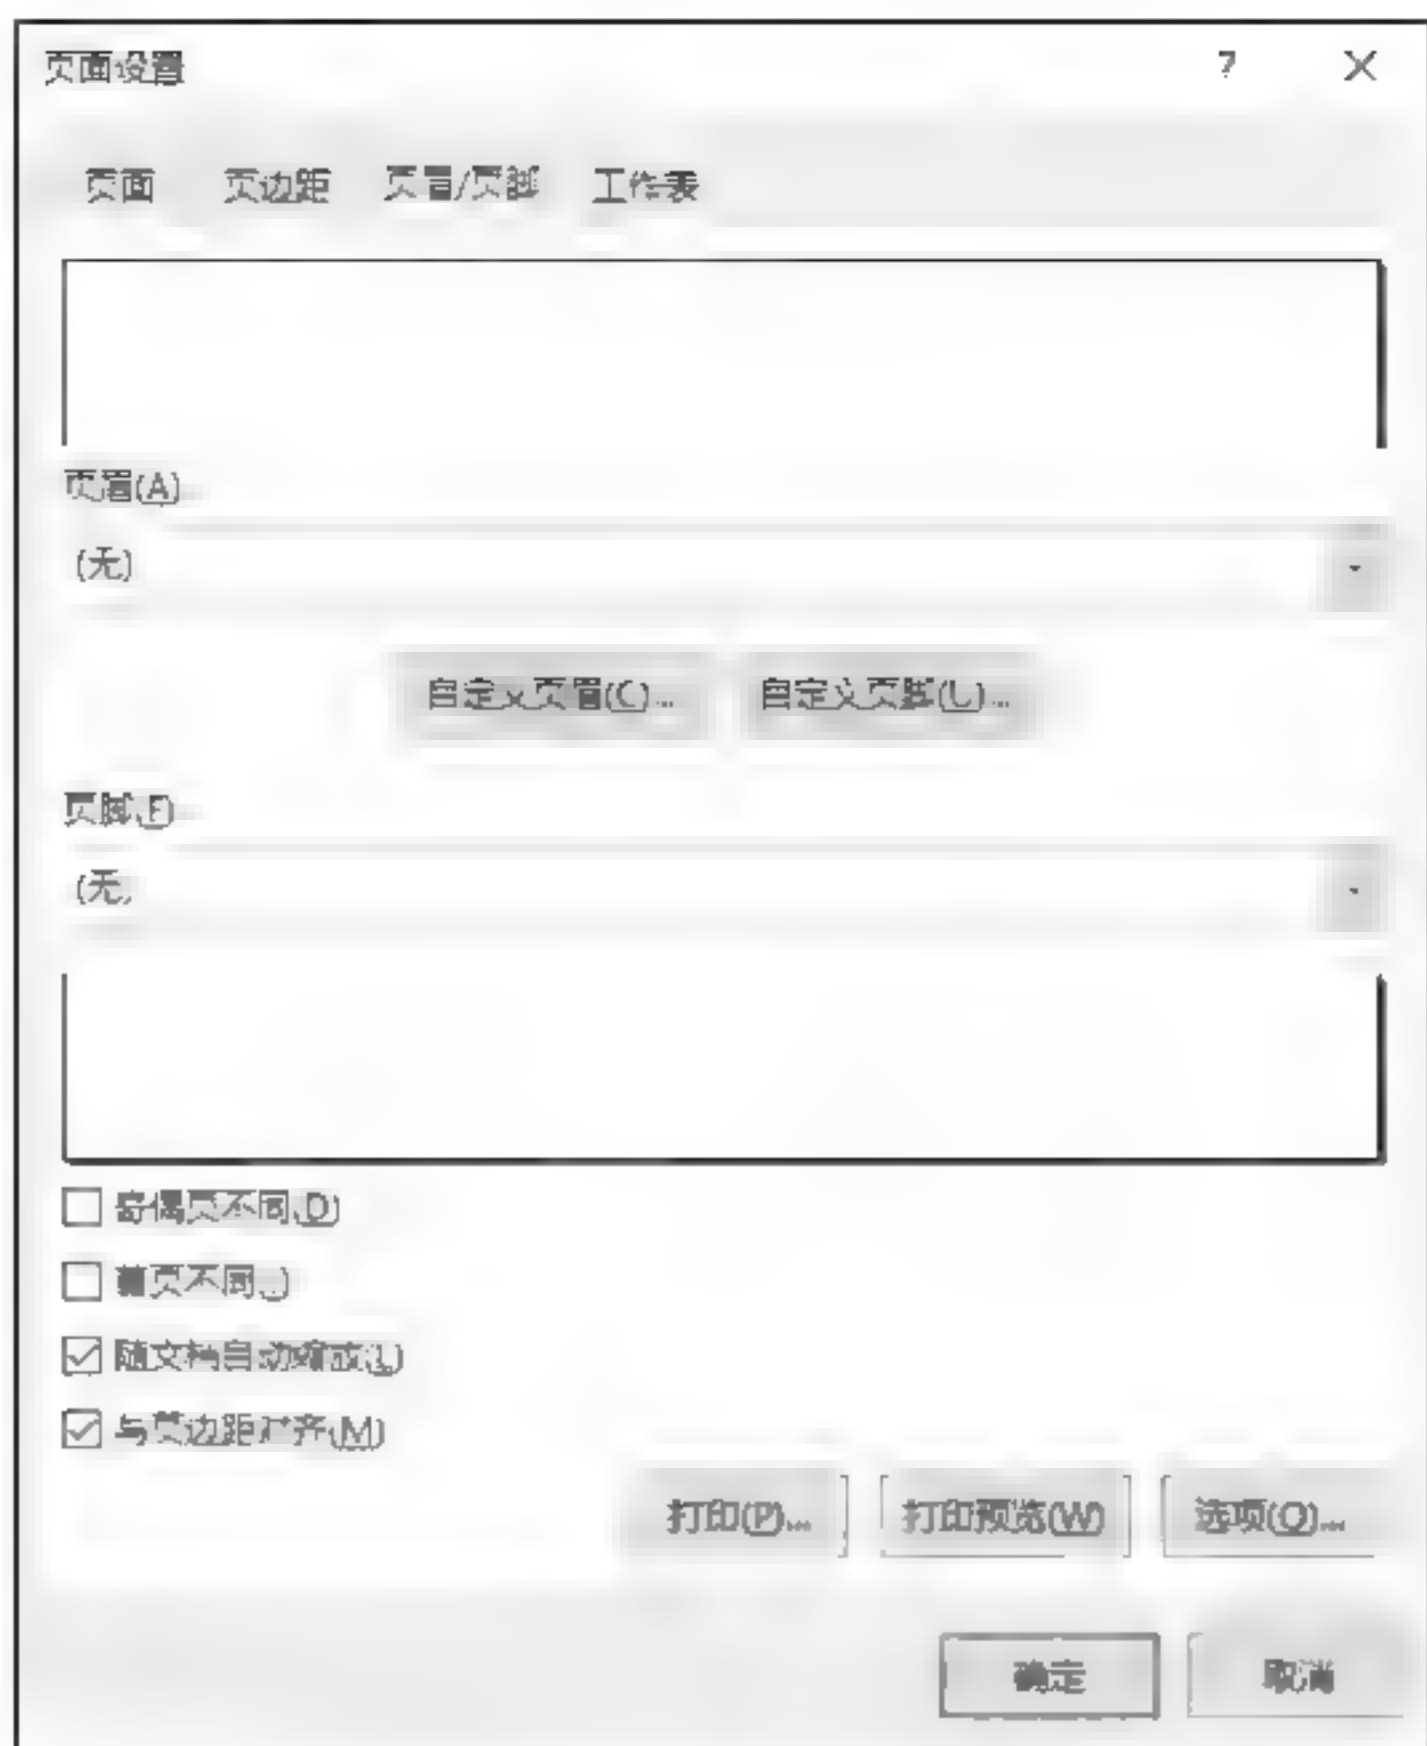 页面设置 ? ×
页面 页边距 页眉/页脚 工作表
页眉(A)
(无)
自定义页眉(C)... 自定义页脚(U)...
页脚(F)
(无)
奇偶页不同(D)
首页不同(I)
随文档自动缩放(L)
与页边距对齐(M)
打印(P)... 打印预览(W) 选项(O)...
确定 取消